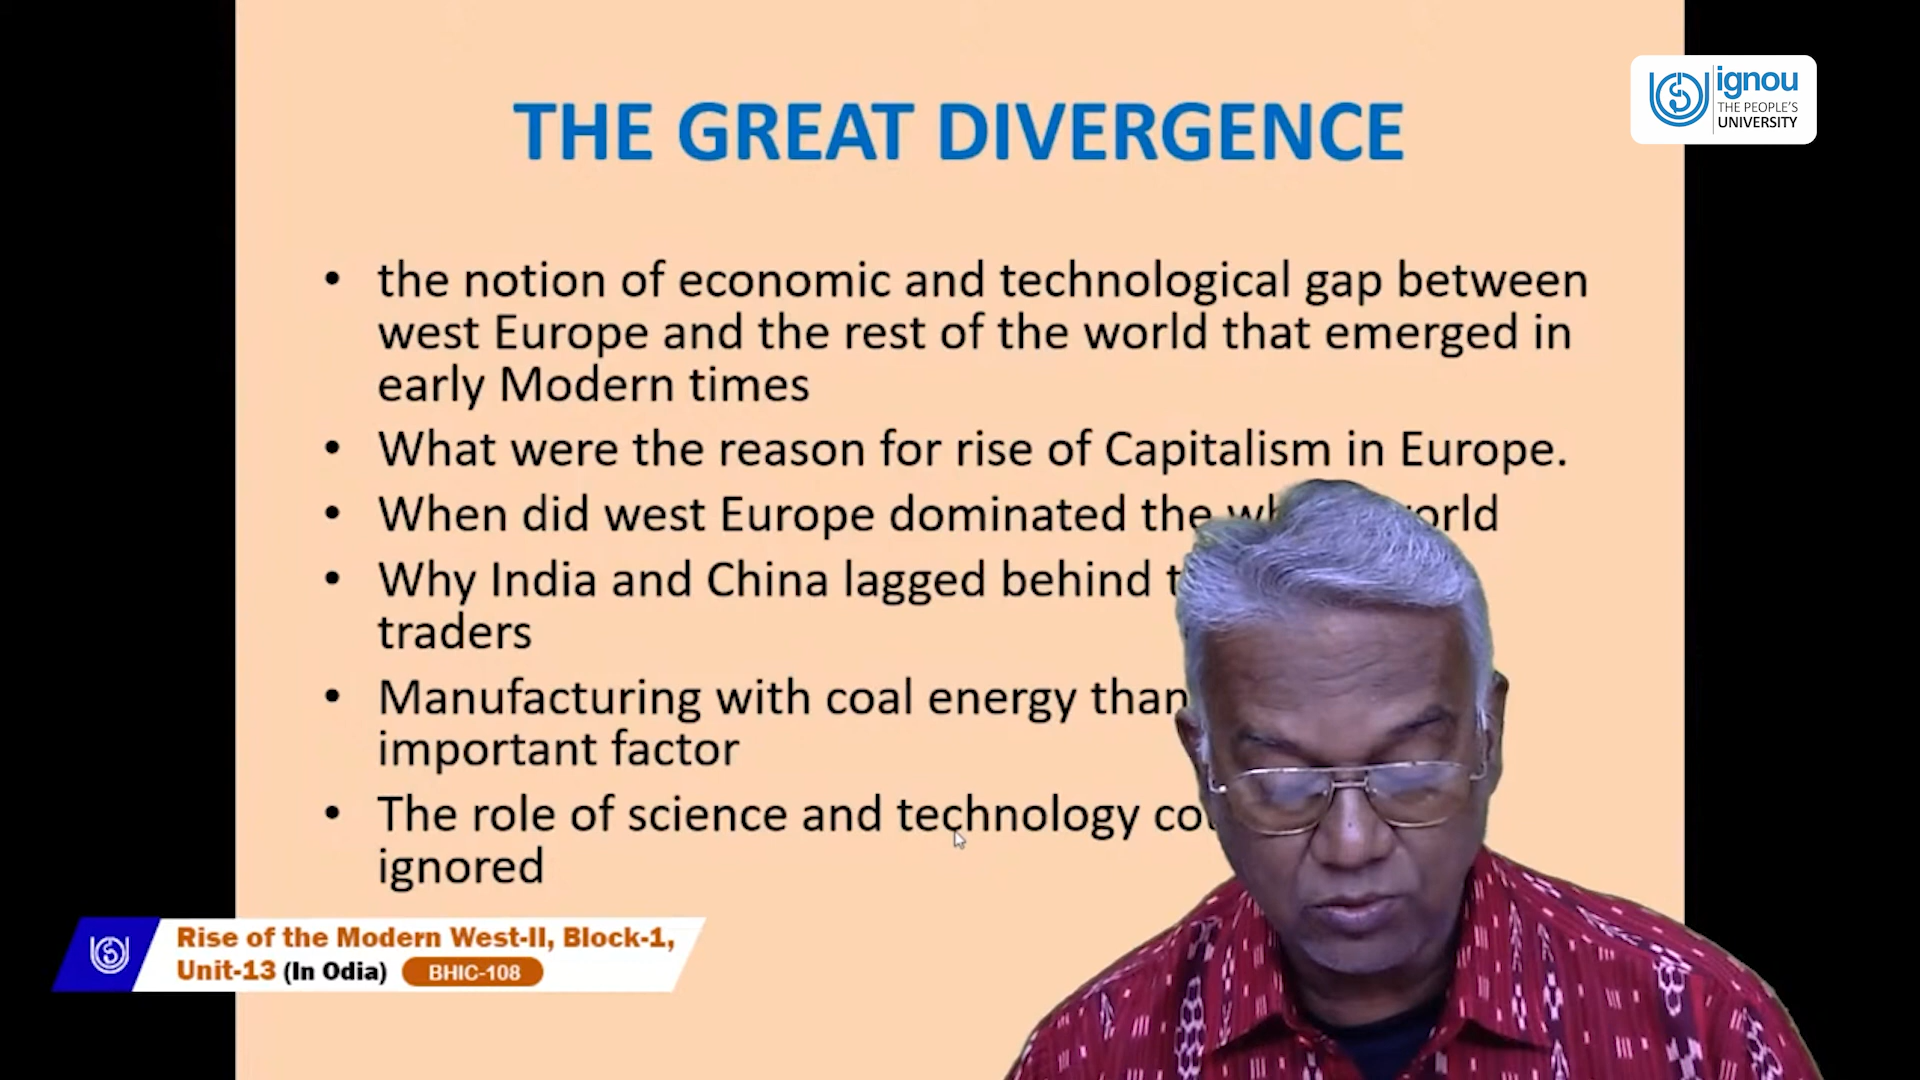 THE GREAT DIVERGENCE
ignou
THE PEOPLE'S
UNIVERSITY
• the notion of economic and technological gap between
west Europe and the rest of the world that emerged in
early Modern times
• What were the reason for rise of Capitalism in Europe.
• When did west Europe dominated the
• Why India and China lagged behind
traders
• Manufacturing with coal energy than
important factor
• The role of science and technology
ignored
Rise of the Modern West-II, Block-1,
Unit-13 (In Odia) BHIC-108